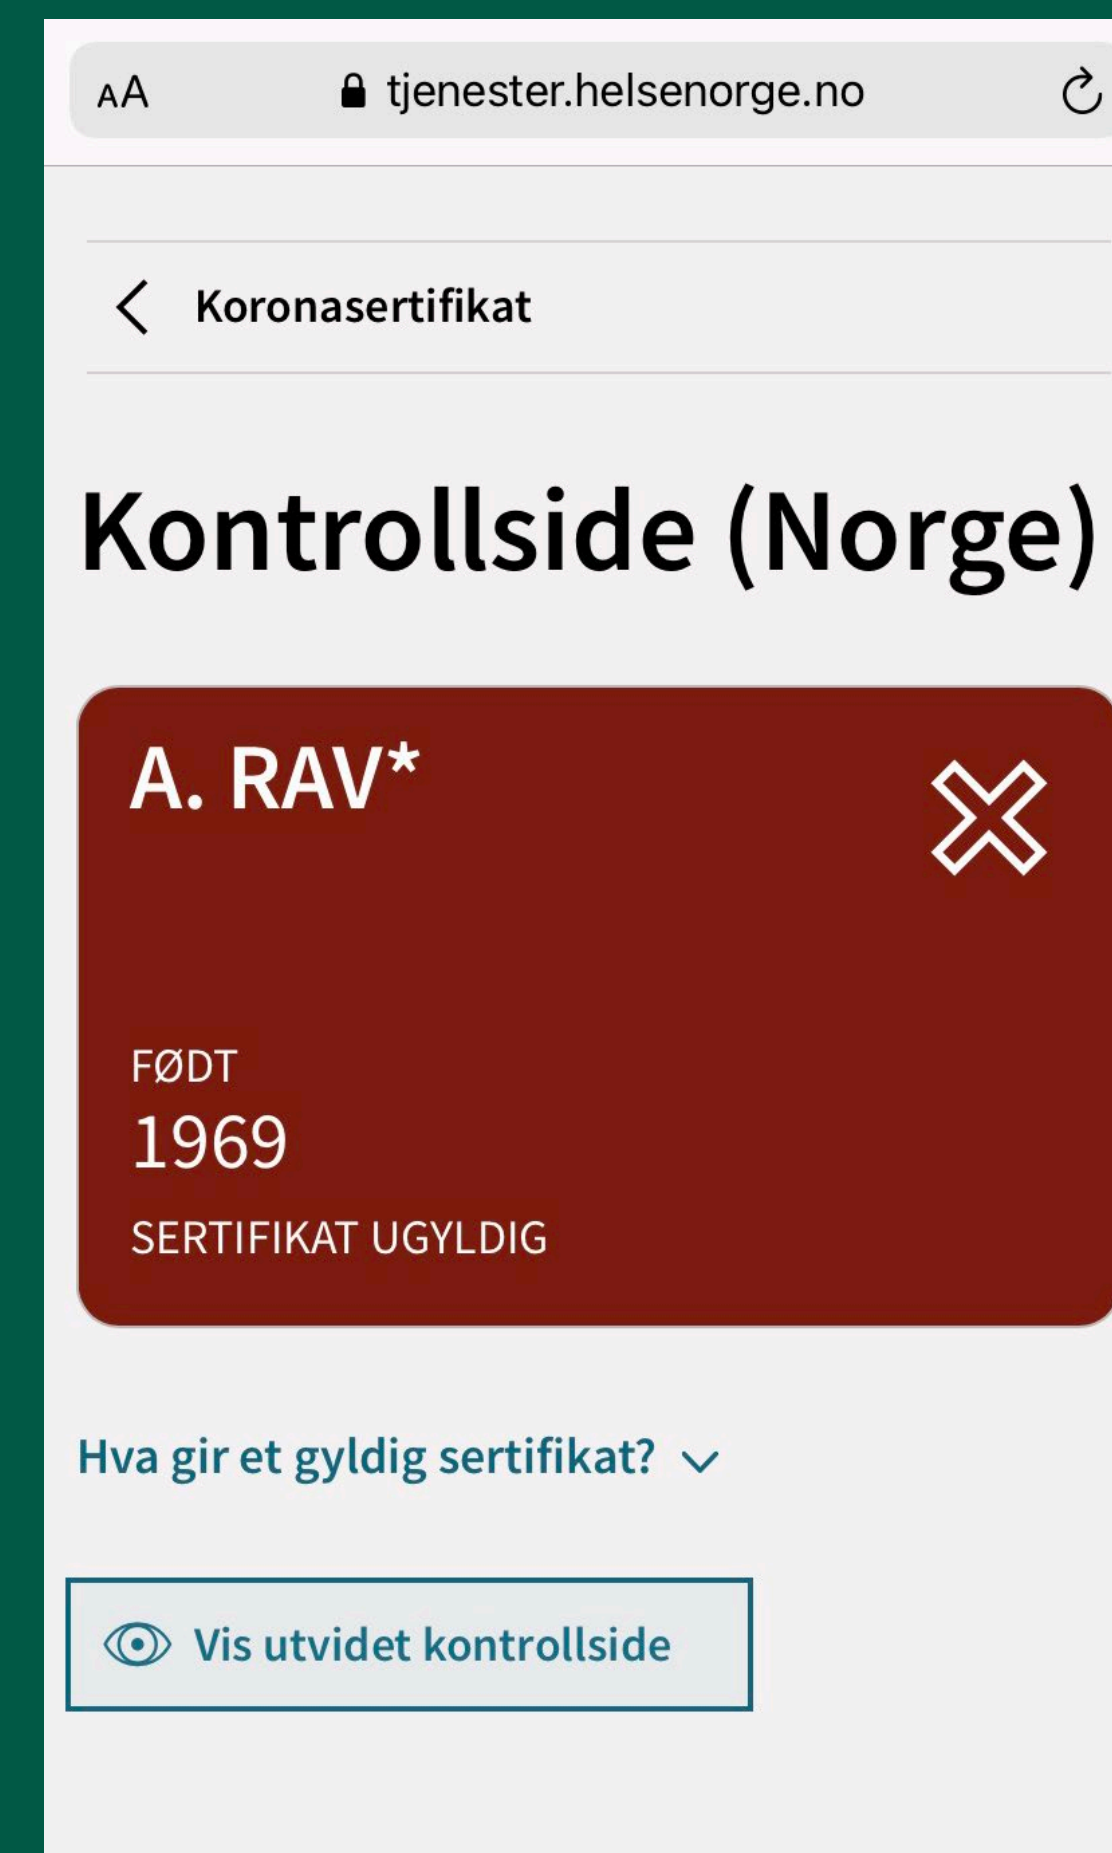 AA tjenester.helsenorge.no
Koronasertifikat
Kontrollside (Norge)
A. RAV*
FØDT
1969
SERTIFIKAT UGYLDIG
Hva gir et gyldig sertifikat?
Vis utvidet kontrollside